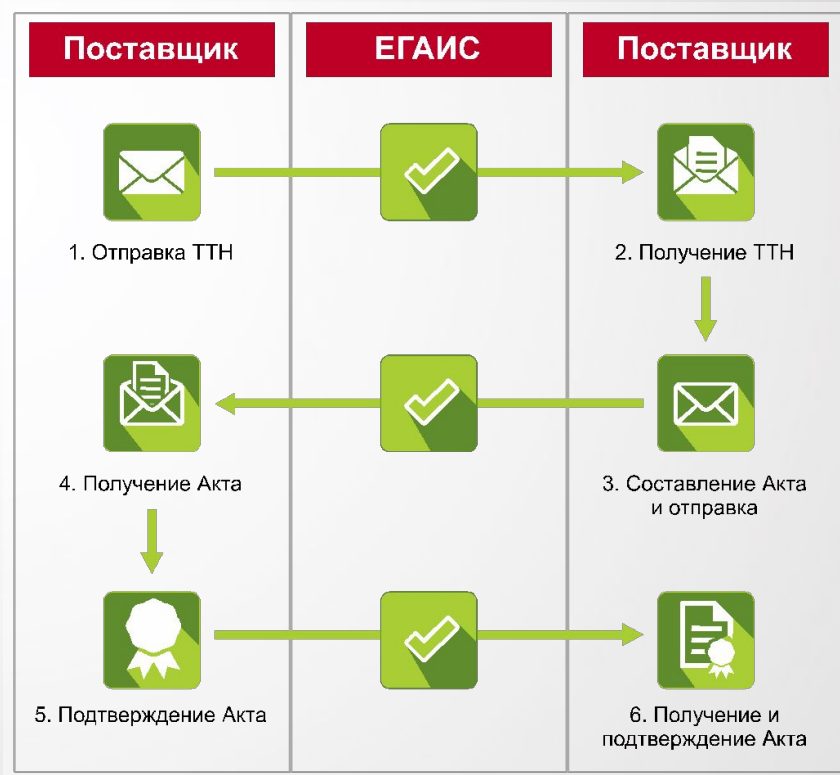 Поставщик
ЕГАИС
Поставщик
1. Отправка ТТН
2. Получение ТТН
4. Получение Акта
3. Составление Акта
и отправка
5. Подтверждение Акта
6. Получение и
подтверждение Акта